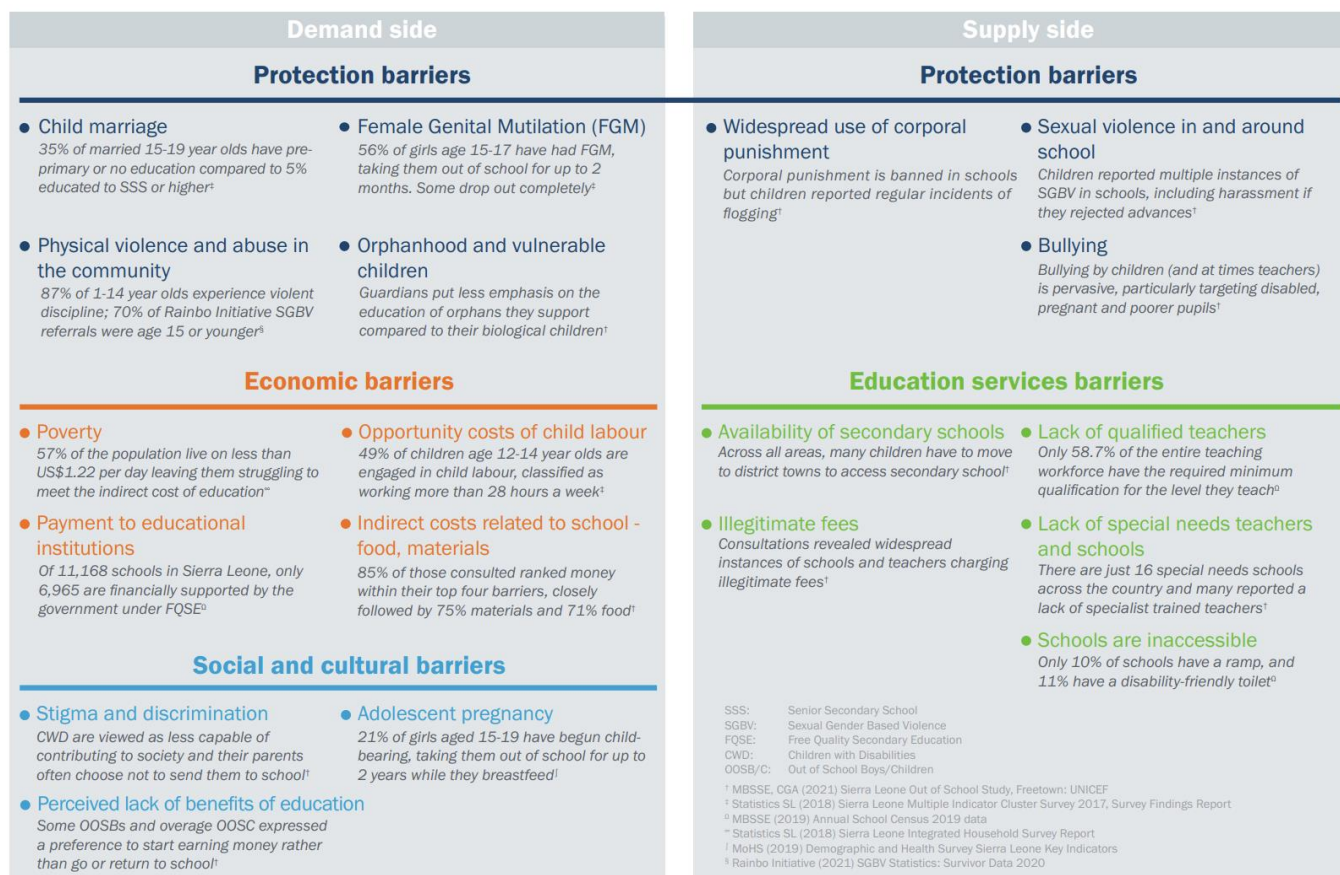 Demand side
Protection barriers
● Child marriage
35% of married 15-19 year olds have pre-
primary or no education compared to 5%
educated to SSS or higher‡
● Female Genital Mutilation (FGM)
56% of girls age 15-17 have had FGM,
taking them out of school for up to 2
months. Some drop out completely‡
● Physical violence and abuse in
the community
87% of 1-14 year olds experience violent
discipline; 70% of Rainbo Initiative SGBV
referrals were age 15 or younger§
● Orphanhood and vulnerable
children
Guardians put less emphasis on the
education of orphans they support
compared to their biological children†
Economic barriers
● Poverty
57% of the population live on less than
US$1.22 per day leaving them struggling to
meet the indirect cost of education∞
● Opportunity costs of child labour
49% of children age 12-14 year olds are
engaged in child labour, classified as
working more than 28 hours a week‡
● Payment to educational
institutions
Of 11,168 schools in Sierra Leone, only
6,965 are financially supported by the
government under FQSEΩ
● Indirect costs related to school -
food, materials
85% of those consulted ranked money
within their top four barriers, closely
followed by 75% materials and 71% food†
Social and cultural barriers
● Stigma and discrimination
CWD are viewed as less capable of
contributing to society and their parents
often choose not to send them to school†
● Adolescent pregnancy
21% of girls aged 15-19 have begun child-
bearing, taking them out of school for up to
2 years while they breastfeed∫
● Perceived lack of benefits of education
Some OOSBs and overage OOSC expressed
a preference to start earning money rather
than go or return to school†
Supply side
Protection barriers
● Widespread use of corporal
punishment
Corporal punishment is banned in schools
but children reported regular incidents of
flogging†
● Sexual violence in and around
school
Children reported multiple instances of
SGBV in schools, including harassment if
they rejected advances†
● Bullying
Bullying by children (and at times teachers)
is pervasive, particularly targeting disabled,
pregnant and poorer pupils†
Education services barriers
● Availability of secondary schools
Across all areas, many children have to move
to district towns to access secondary school†
● Lack of qualified teachers
Only 58.7% of the entire teaching
workforce have the required minimum
qualification for the level they teachΩ
● Illegitimate fees
Consultations revealed widespread
instances of schools and teachers charging
illegitimate fees†
● Lack of special needs teachers
and schools
There are just 16 special needs schools
across the country and many reported a
lack of specialist trained teachers†
● Schools are inaccessible
Only 10% of schools have a ramp, and
11% have a disability-friendly toiletΩ
SSS: Senior Secondary School
SGBV: Sexual Gender Based Violence
FQSE: Free Quality Secondary Education
CWD: Children with Disabilities
OOSB/C: Out of School Boys/Children
† MBSSE, CGA (2021) Sierra Leone Out of School Study, Freetown: UNICEF
‡ Statistics SL (2018) Sierra Leone Multiple Indicator Cluster Survey 2017, Survey Findings Report
Ω MBSSE (2019) Annual School Census 2019 data
∞ Statistics SL (2018) Sierra Leone Integrated Household Survey Report
∫ MoHS (2019) Demographic and Health Survey Sierra Leone Key Indicators
§ Rainbo Initiative (2021) SGBV Statistics: Survivor Data 2020